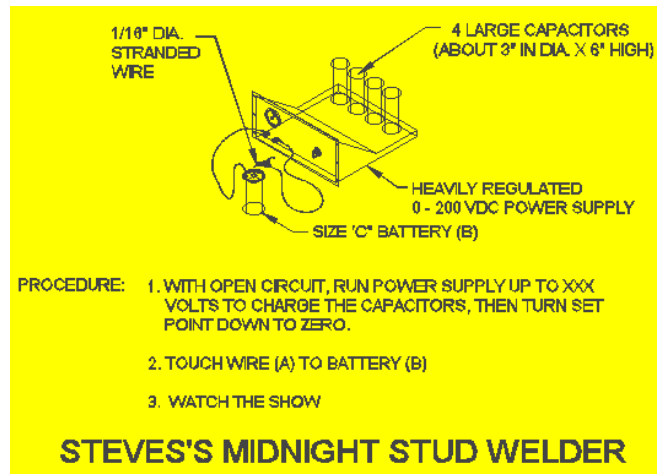 1/16" DIA.
STRANDED
WIRE
4 LARGE CAPACITORS
(ABOUT 3" IN DIA. X 6" HIGH)
HEAVILY REGULATED
0 - 200 VDC POWER SUPPLY
SIZE 'C" BATTERY (B)
PROCEDURE: 1. WITH OPEN CIRCUIT, RUN POWER SUPPLY UP TO XXX
VOLTS TO CHARGE THE CAPACITORS, THEN TURN SET
POINT DOWN TO ZERO.
2. TOUCH WIRE (A) TO BATTERY (B)
3. WATCH THE SHOW
STEVES'S MIDNIGHT STUD WELDER